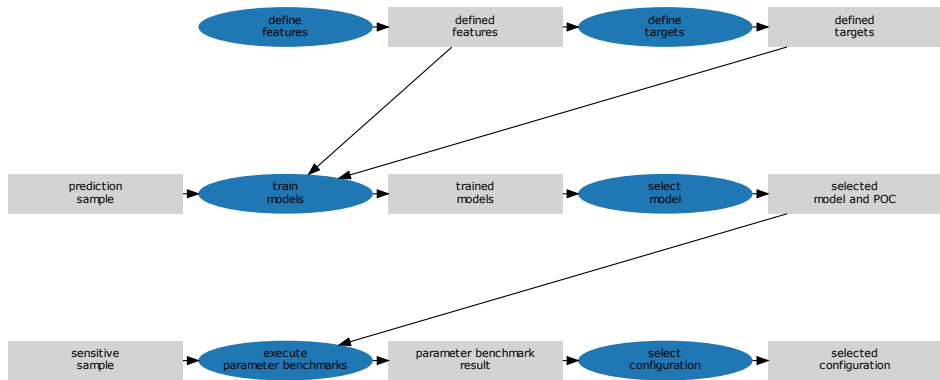 define
features
defined
features
define
targets
defined
targets
prediction
sample
train
models
trained
models
select
model
selected
model and POC
sensitive
sample
execute
parameter benchmarks
parameter benchmark
result
select
configuration
selected
configuration